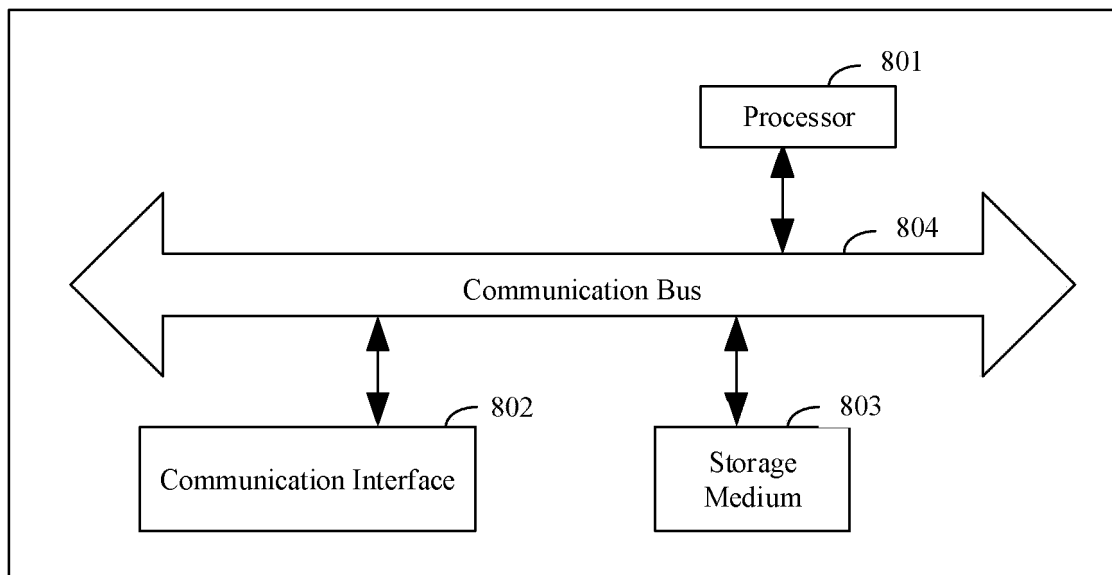 801
Processor
804
Communication Bus
802
803
Communication Interface
Storage
Medium